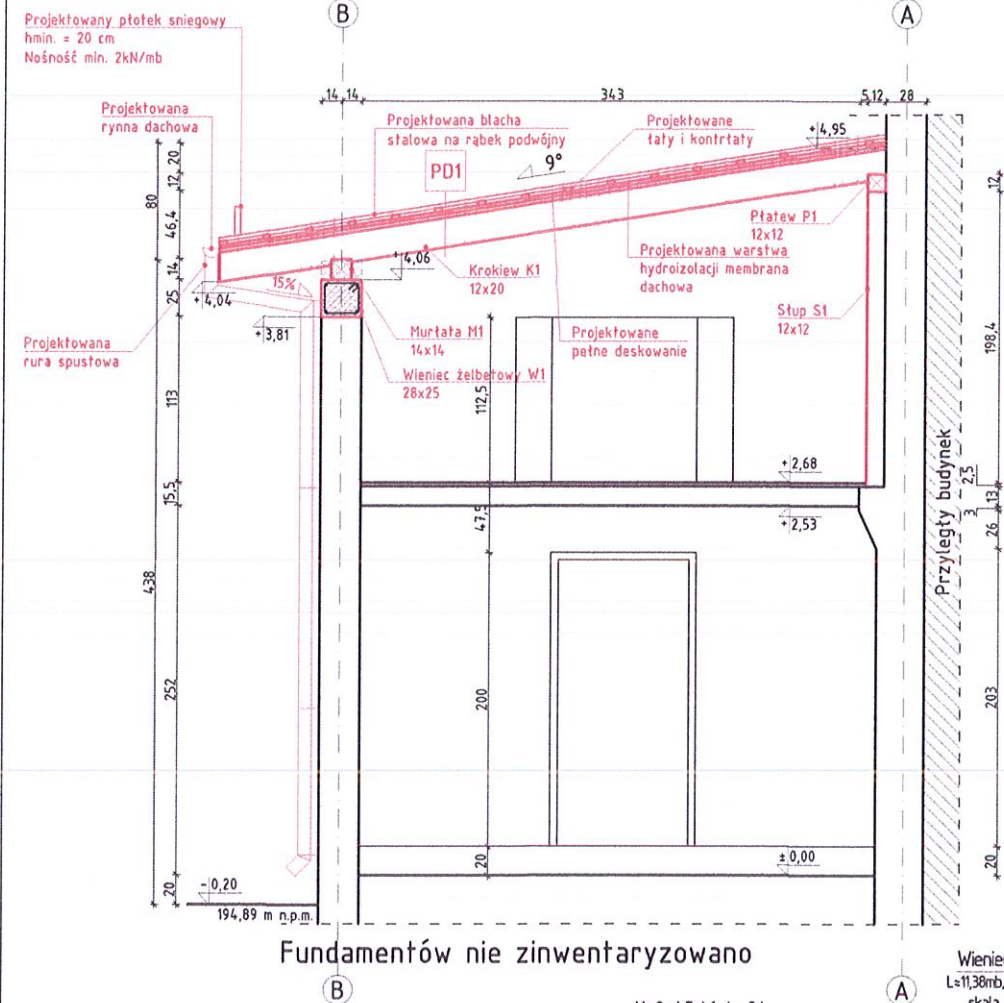 B
A
Projektowany płotek sniegowy
hmin. = 20 cm
Nośność min. 2kN/mb
14 14
343
5 12
28
Projektowana
rynna dachowa
Projektowana blacha
stalowa na rąbek podwójny
Projektowane
łaty i kontrłaty
+4,95
PD1
9°
20
12
80
46,4
14
25
12
Płatew P1
12x12
Projektowana warstwa
hydroizolacji membrana
dachowa
+4,06
Krokiew K1
12x20
15%
+4,04
Słup S1
12x12
+3,81
Murłata M1
14x14
Projektowane
pełne deskowanie
Projektowana
rura spustowa
Wieniec żelbetowy W1
28x25
198,4
113
112,5
Przyległy budynek
+2,68
2,5
13
3
15,5
47,5
+2,53
26
438
252
200
203
±0,00
20
20
20
-0,20
194,89 m n.p.m.
Fundamentów nie zinwentaryzowano
L=11,38mb,
B
A